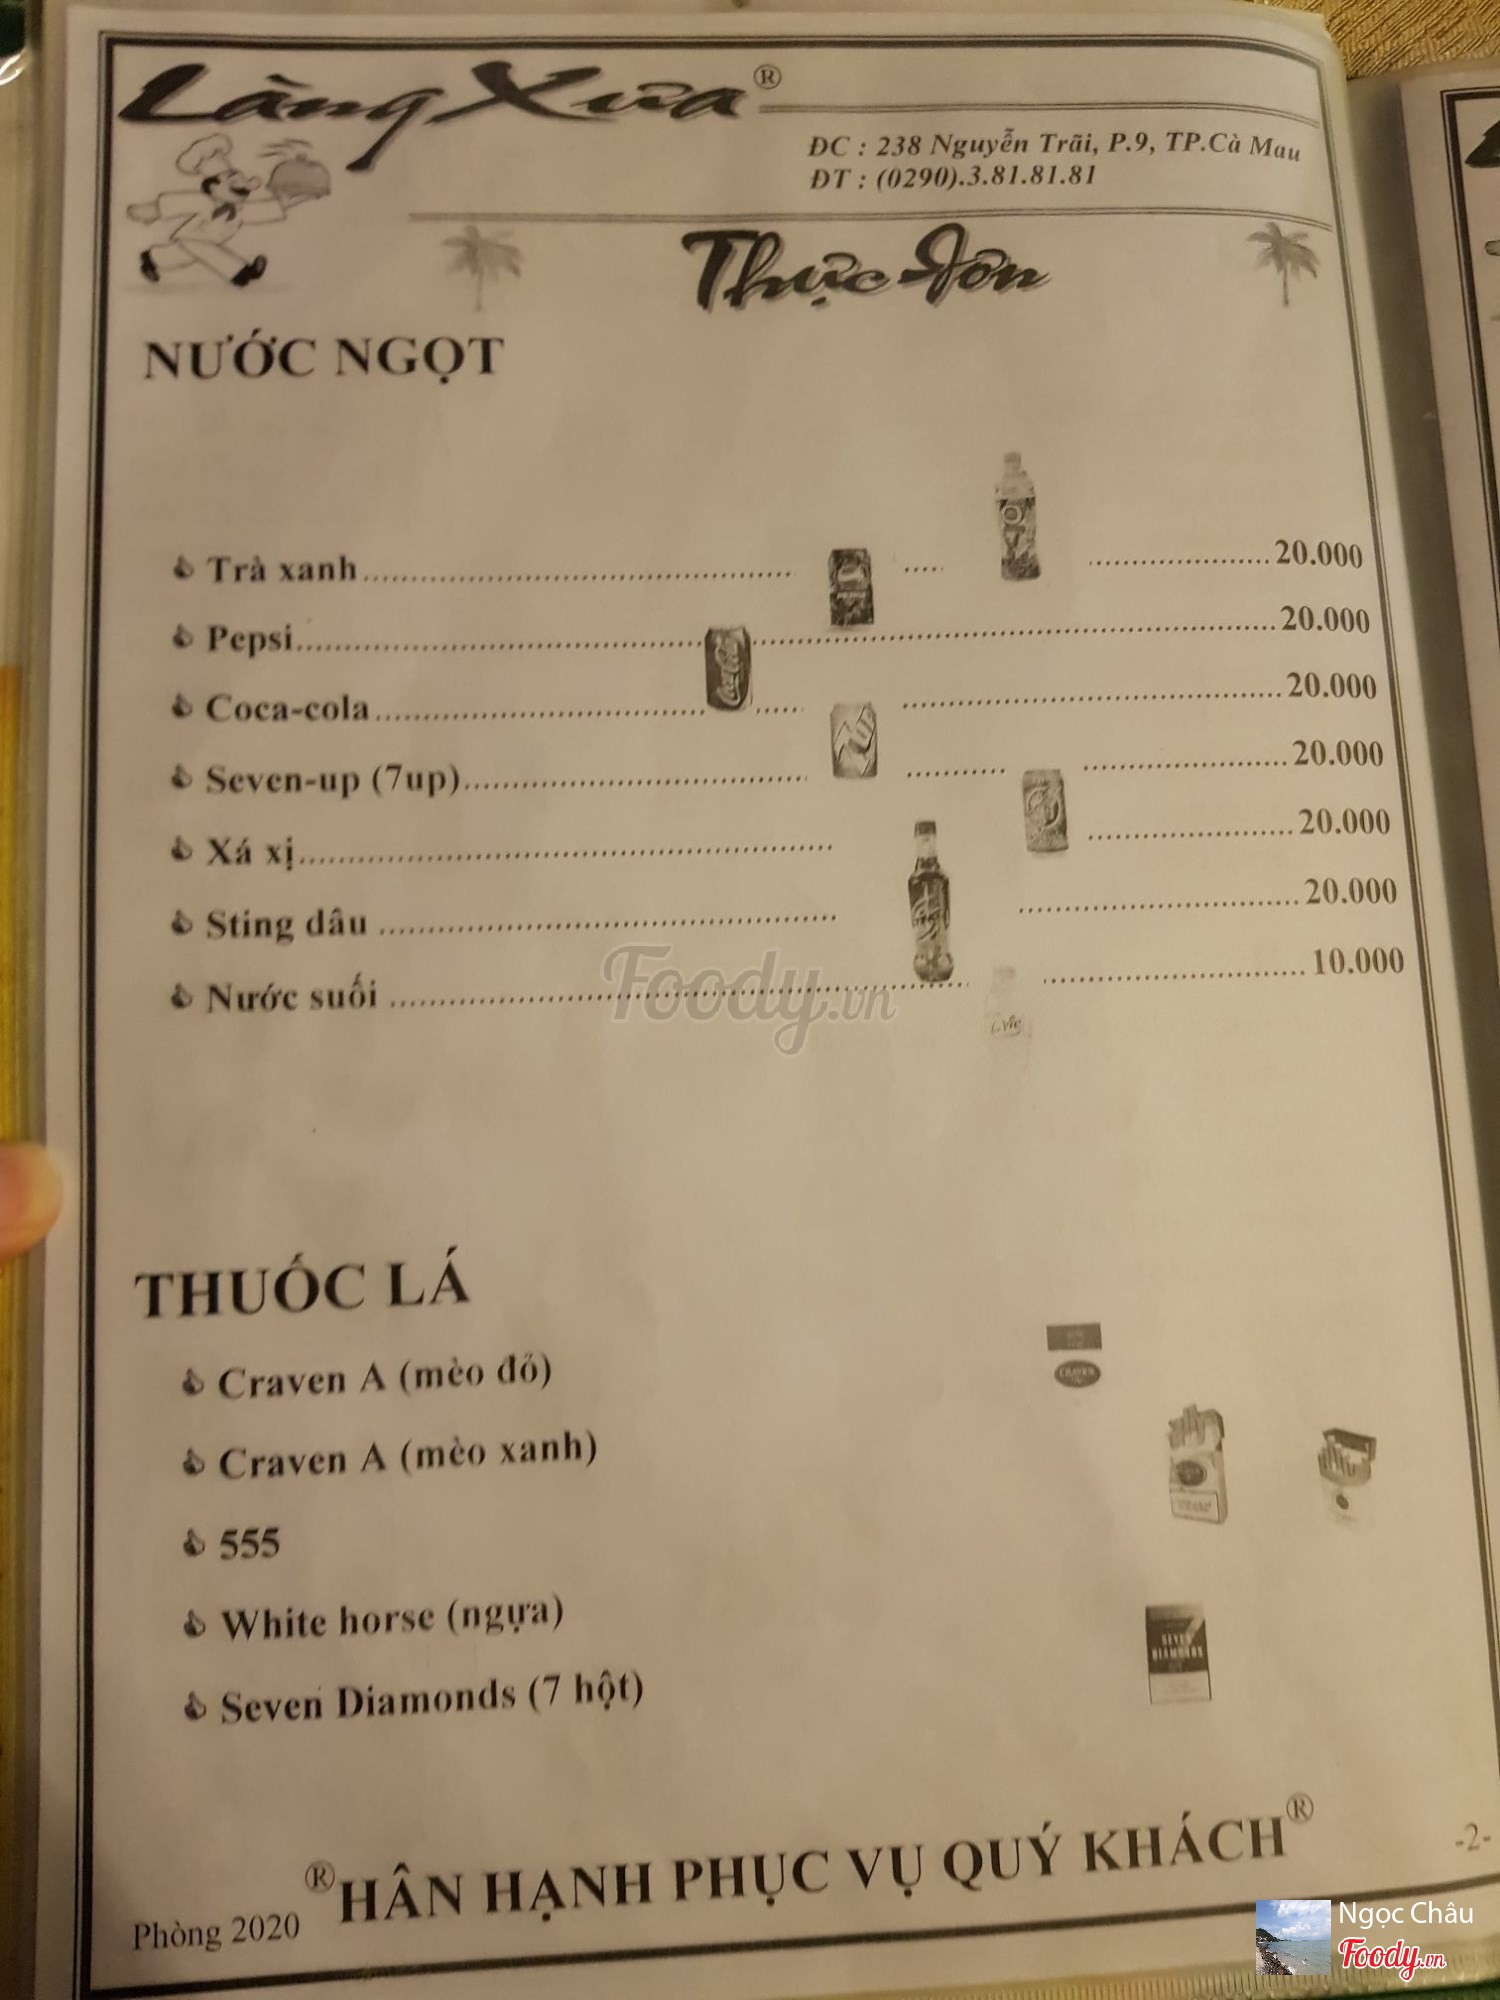 Làng Xưa®
ĐC : 238 Nguyễn Trãi, P.9, TP.Cà Mau
ĐT : (0290).3.81.81.81
Thực Đơn
NƯỚC NGỌT
Trà xanh 20.000
Pepsi 20.000
Coca-cola 20.000
Seven-up (7up) 20.000
Xá xị 20.000
Sting dâu 20.000
Nước suối 10.000
Foody.vn
THUỐC LÁ
Craven A (mèo đỏ)
Craven A (mèo xanh)
555
White horse (ngựa)
SEVEN
DIAMONDS
Seven Diamonds (7 hột)
®HÂN HẠNH PHỤC VỤ QUÝ KHÁCH®
-2-
Phòng 2020
Ngọc Châu
Foody.vn